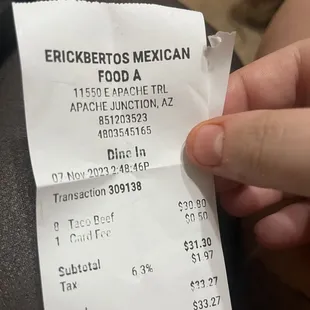 ERICKBERTOS MEXICAN
FOOD A
11550 E APACHE TRL
APACHE JUNCTION, AZ
851203523
4803545165
Dine In
07 Nov 2023 2:48:46P
Transaction 309138
8 Taco Beef $30.80
1 Card Fee $0.50
Subtotal $31.30
Tax 6.3% $1.97
$33.27
$33.27